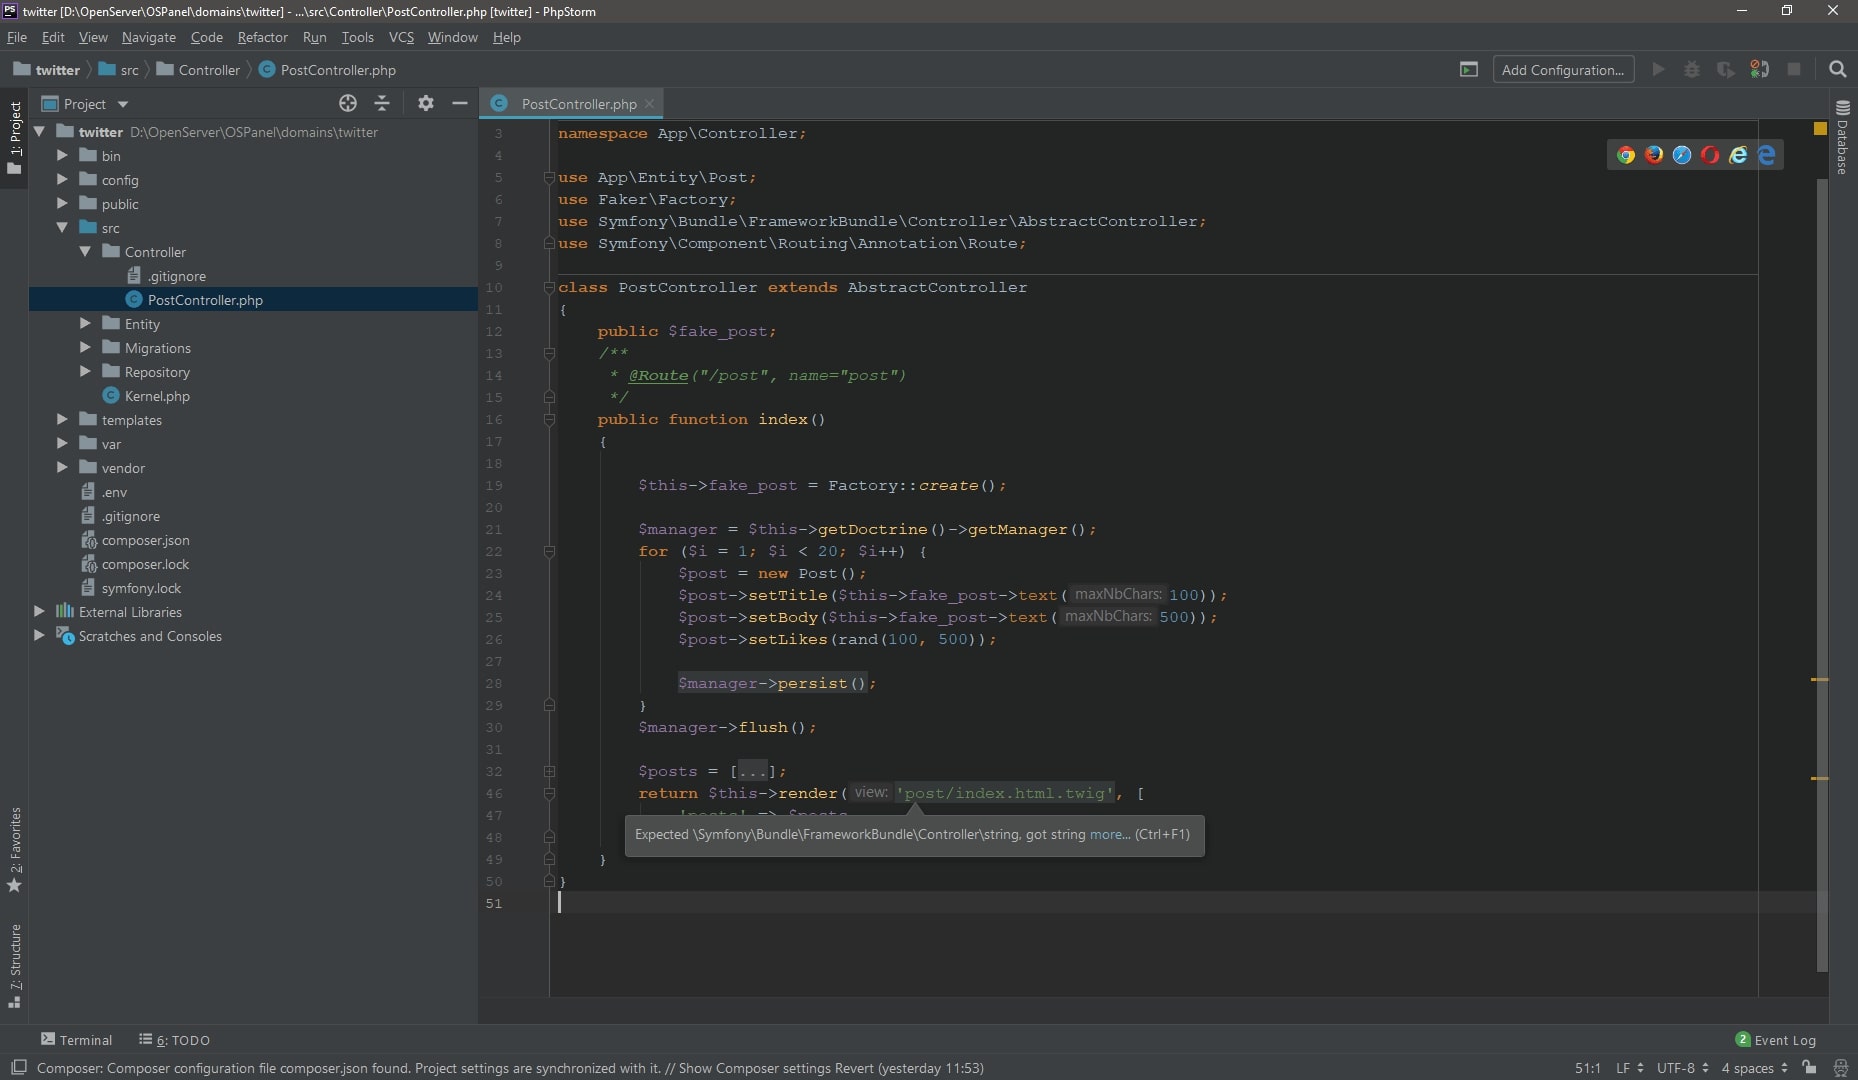 twitter [D:\OpenServer\OSPanel\domains\twitter] - ...\src\Controller\PostController.php [twitter] - PhpStorm
File Edit View Navigate Code Refactor Run Tools VCS Window Help
twitter src Controller PostController.php Add Configuration...
1: Project
Project
twitter D:\OpenServer\OSPanel\domains\twitter
bin
config
public
src
Controller
.gitignore
PostController.php
Entity
Migrations
Repository
Kernel.php
templates
var
vendor
.env
.gitignore
composer.json
composer.lock
symfony.lock
External Libraries
Scratches and Consoles
2: Favorites
7: Structure
PostController.php
3 namespace App\Controller;
4
5 use App\Entity\Post;
6 use Faker\Factory;
7 use Symfony\Bundle\FrameworkBundle\Controller\AbstractController;
8 use Symfony\Component\Routing\Annotation\Route;
9
10 class PostController extends AbstractController
11 {
12 public $fake_post;
13 /**
14 * @Route("/post", name="post")
15 */
16 public function index()
17 {
18
19 $this->fake_post = Factory::create();
20
21 $manager = $this->getDoctrine()->getManager();
22 for ($i = 1; $i < 20; $i++) {
23 $post = new Post();
24 $post->setTitle($this->fake_post->text( maxNbChars: 100));
25 $post->setBody($this->fake_post->text( maxNbChars: 500));
26 $post->setLikes(rand(100, 500));
27
28 $manager->persist();
29 }
30 $manager->flush();
31
32 $posts = [...];
46 return $this->render( view: 'post/index.html.twig', [
47 'posts' => $posts
48
Expected \Symfony\Bundle\FrameworkBundle\Controller\string, got string more... (Ctrl+F1)
49 }
50 }
51
Database
Terminal 6: TODO 2 Event Log
Composer: Composer configuration file composer.json found. Project settings are synchronized with it. // Show Composer settings Revert (yesterday 11:53) 51:1 LF UTF-8 4 spaces